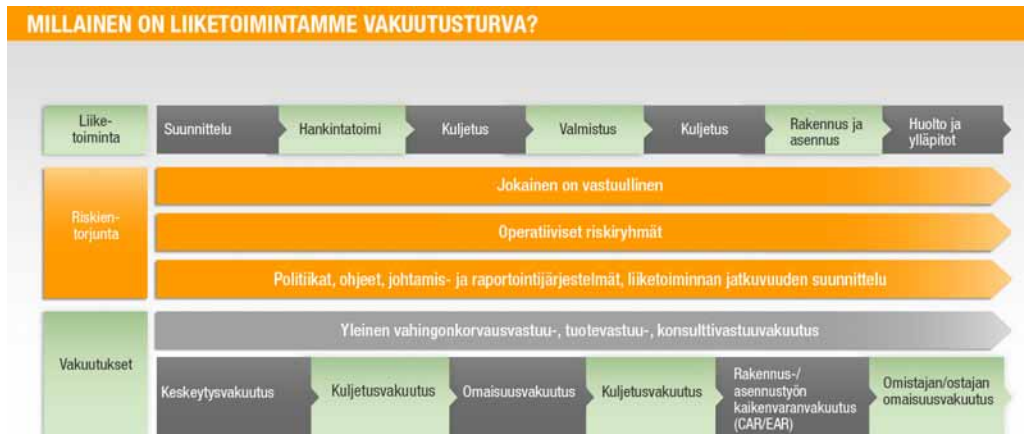 MILLAINEN ON LIIKETOIMINTAMME VAKUUTUSTURVA?
Liike-
toiminta
Suunnittelu
Hankintatoimi
Kuljetus
Valmistus
Kuljetus
Rakennus ja
asennus
Huolto ja
ylläpitot
Riskien-
torjunta
Jokainen on vastuullinen
Operatiiviset riskiryhmät
Politiikat, ohjeet, johtamis- ja raportointijärjestelmät, liiketoiminnan jatkuvuuden suunnittelu
Vakuutukset
Yleinen vahingonkorvausvastuu-, tuotevastuu-, konsulttivastuuvakuutus
Keskeytysvakuutus
Kuljetusvakuutus
Omaisuusvakuutus
Kuljetusvakuutus
Rakennus-/
asennustyön
kaikenvaranvakuutus
(CAR/EAR)
Omistajan/ostajan
omaisuusvakuutus